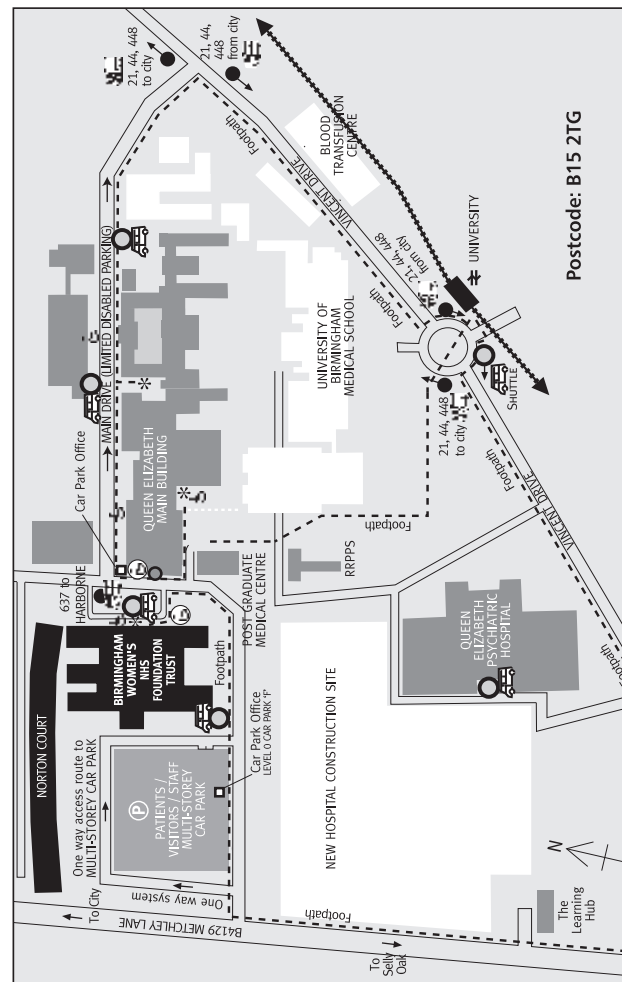 21, 44, 448
to city
21, 44,
448
from city
Footpath
VINCENT DRIVE
BLOOD
TRANSFUSION
CENTRE
MAIN DRIVE (LIMITED DISABLED PARKING)
Car Park Office
QUEEN ELIZABETH
MAIN BUILDING
UNIVERSITY OF
BIRMINGHAM
MEDICAL SCHOOL
Footpath
21, 44, 448
from city
UNIVERSITY
Postcode: B15 2TG
SHUTTLE
21, 44, 448
to city
Footpath
Footpath
VINCENT DRIVE
Footpath
637 to
HARBORNE
NORTON COURT
BIRMINGHAM
WOMEN'S
NHS
FOUNDATION
TRUST
Footpath
POST GRADUATE
MEDICAL CENTRE
RRPPS
QUEEN
ELIZABETH
PSYCHIATRIC
HOSPITAL
One way access route to
MULTI-STOREY CAR PARK
P
PATIENTS /
VISITORS / STAFF
MULTI-STOREY
CAR PARK
Car Park Office
LEVEL 0 CAR PARK 'F'
NEW HOSPITAL CONSTRUCTION SITE
One way system
To City
B4129 METCHLEY LANE
Footpath
To
Selly
Oak
The
Learning
Hub
N